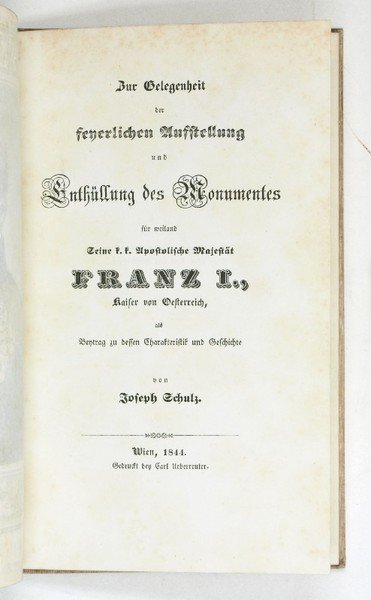 Zur Gelegenheit
der
feyerlichen Aufstellung
und
Enthüllung des Monumentes
für weiland
Seine k. k. Apostolische Majestät
FRANZ I.,
Kaiser von Oesterreich,
als
Beytrag zu dessen Charakteristik und Geschichte
von
Joseph Schulz.
Wien, 1844.
Gedruckt bey Carl Ueberreuter.